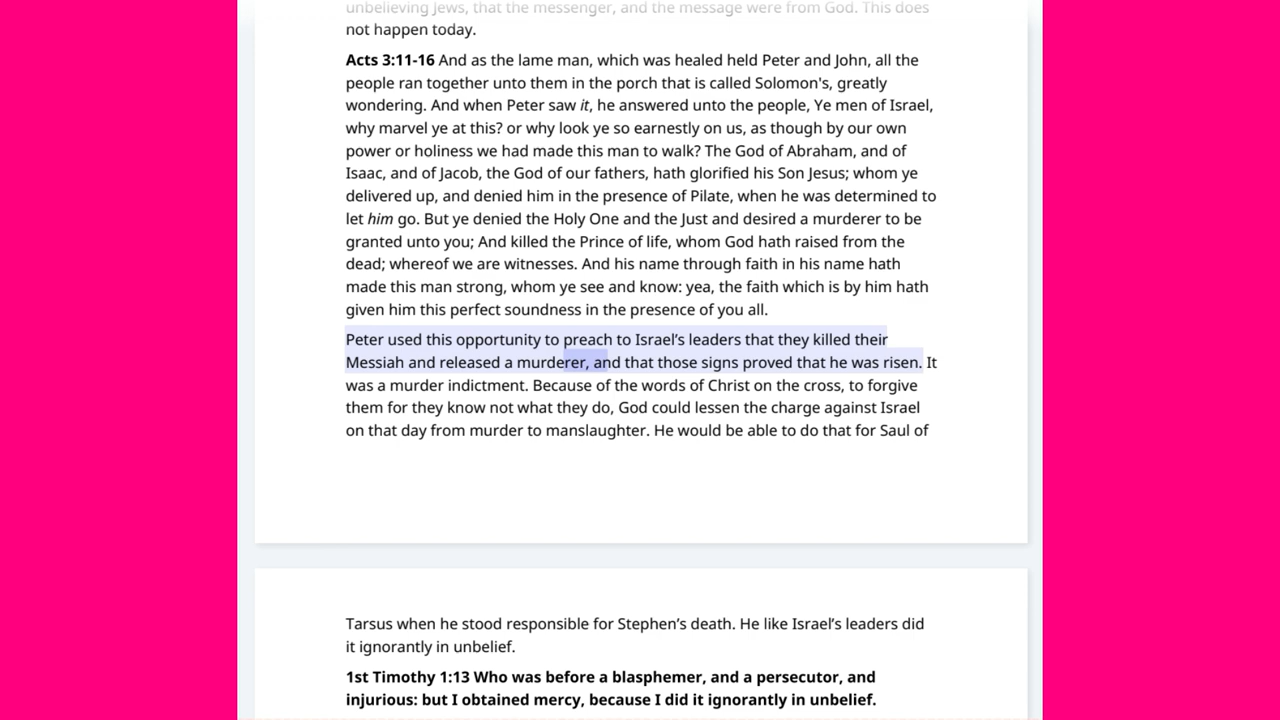 unbelieving Jews, that the messenger, and the message were from God. This does
not happen today.
Acts 3:11-16 And as the lame man, which was healed held Peter and John, all the
people ran together unto them in the porch that is called Solomon's, greatly
wondering. And when Peter saw it, he answered unto the people, Ye men of Israel,
why marvel ye at this? or why look ye so earnestly on us, as though by our own
power or holiness we had made this man to walk? The God of Abraham, and of
Isaac, and of Jacob, the God of our fathers, hath glorified his Son Jesus; whom ye
delivered up, and denied him in the presence of Pilate, when he was determined to
let him go. But ye denied the Holy One and the Just and desired a murderer to be
granted unto you; And killed the Prince of life, whom God hath raised from the
dead; whereof we are witnesses. And his name through faith in his name hath
made this man strong, whom ye see and know: yea, the faith which is by him hath
given him this perfect soundness in the presence of you all.
Peter used this opportunity to preach to Israel’s leaders that they killed their
Messiah and released a murderer, and that those signs proved that he was risen. It
was a murder indictment. Because of the words of Christ on the cross, to forgive
them for they know not what they do, God could lessen the charge against Israel
on that day from murder to manslaughter. He would be able to do that for Saul of
Tarsus when he stood responsible for Stephen’s death. He like Israel’s leaders did
it ignorantly in unbelief.
1st Timothy 1:13 Who was before a blasphemer, and a persecutor, and
injurious: but I obtained mercy, because I did it ignorantly in unbelief.